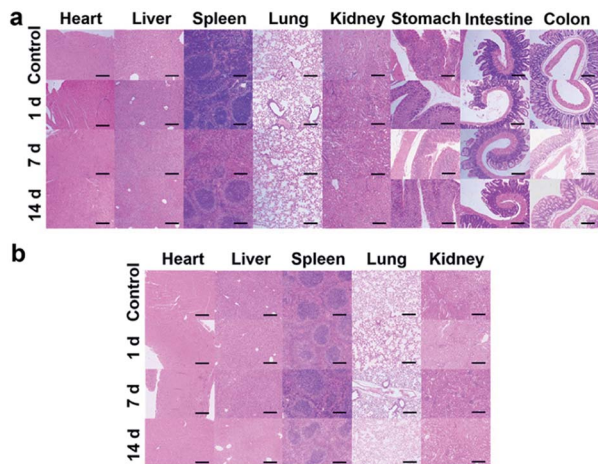 a
Heart Liver Spleen Lung Kidney Stomach Intestine Colon
Control
1 d
7 d
14 d
b
Heart Liver Spleen Lung Kidney
Control
1 d
7 d
14 d